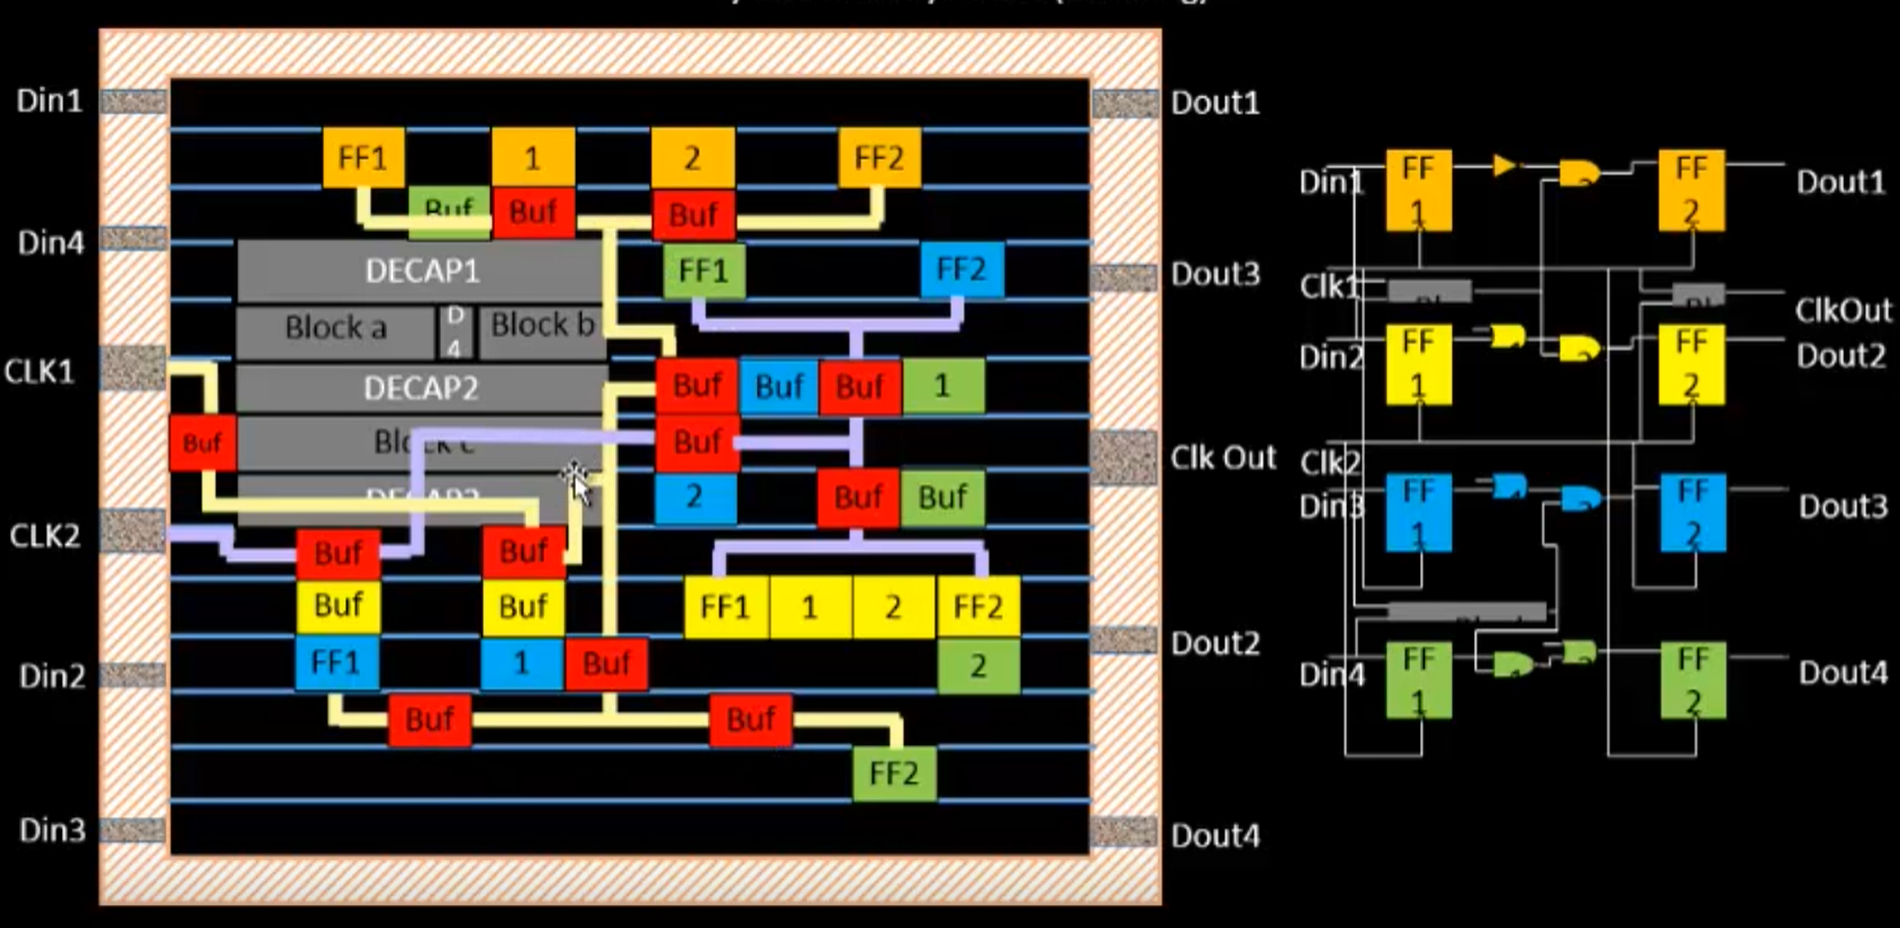 Din1
Dout1
FF1
1
2
FF2
Buf
Buf
Buf
Din4
DECAP1
FF1
FF2
Dout3
Block a
D
4
Block b
CLK1
DECAP2
Buf
Buf
Buf
1
Buf
Block c
Buf
Clk Out
2
Buf
Buf
CLK2
Buf
Buf
Buf
Buf
FF1
1
2
FF2
Dout2
Din2
FF1
1
Buf
2
Buf
Buf
FF2
Din3
Dout4
Din1
FF
1
FF
2
Dout1
Clk1
ClkOut
Din2
FF
1
FF
2
Dout2
Clk2
Din3
FF
1
FF
2
Dout3
Din4
FF
1
FF
2
Dout4